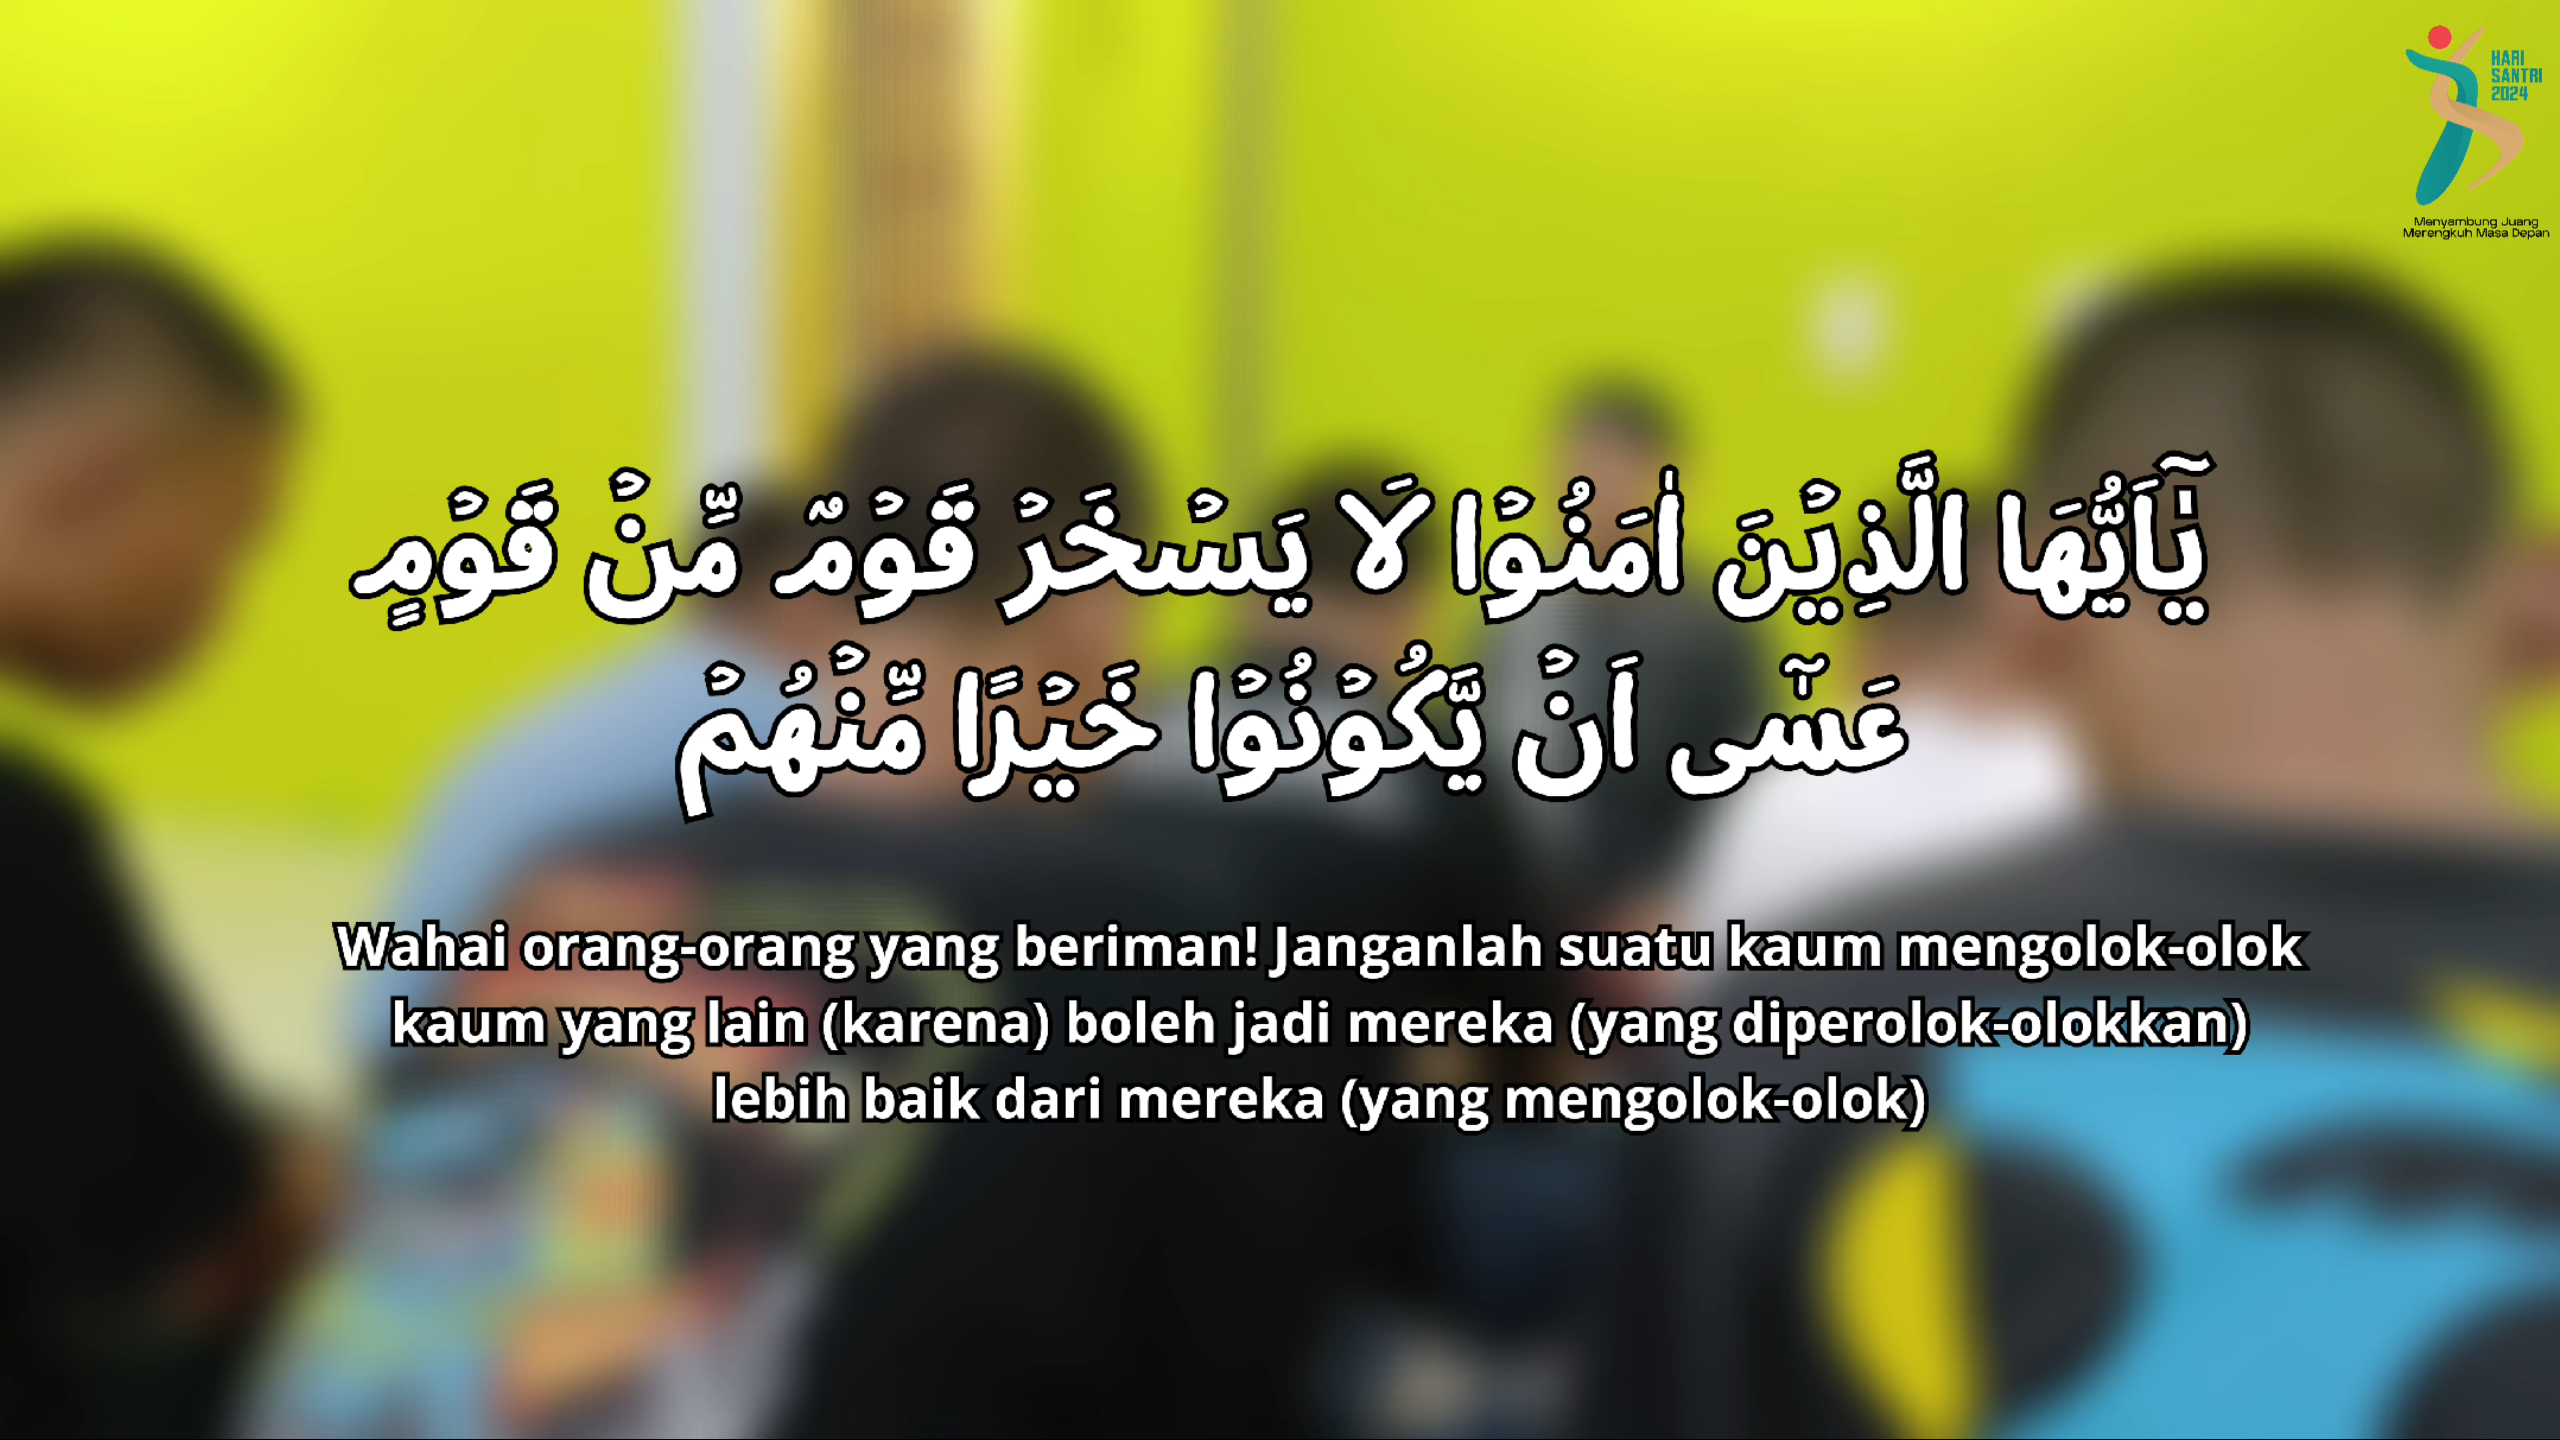 HARI
SANTRI
2024
Menyambung Juang
Merengkuh Masa Depan
يٰٓاَيُّهَا الَّذِيْنَ اٰمَنُوْا لَا يَسْخَرْ قَوْمٌ مِّنْ قَوْمٍ
عَسٰٓى اَنْ يَّكُوْنُوْا خَيْرًا مِّنْهُمْ
Wahai orang-orang yang beriman! Janganlah suatu kaum mengolok-olok
kaum yang lain (karena) boleh jadi mereka (yang diperolok-olokkan)
lebih baik dari mereka (yang mengolok-olok)